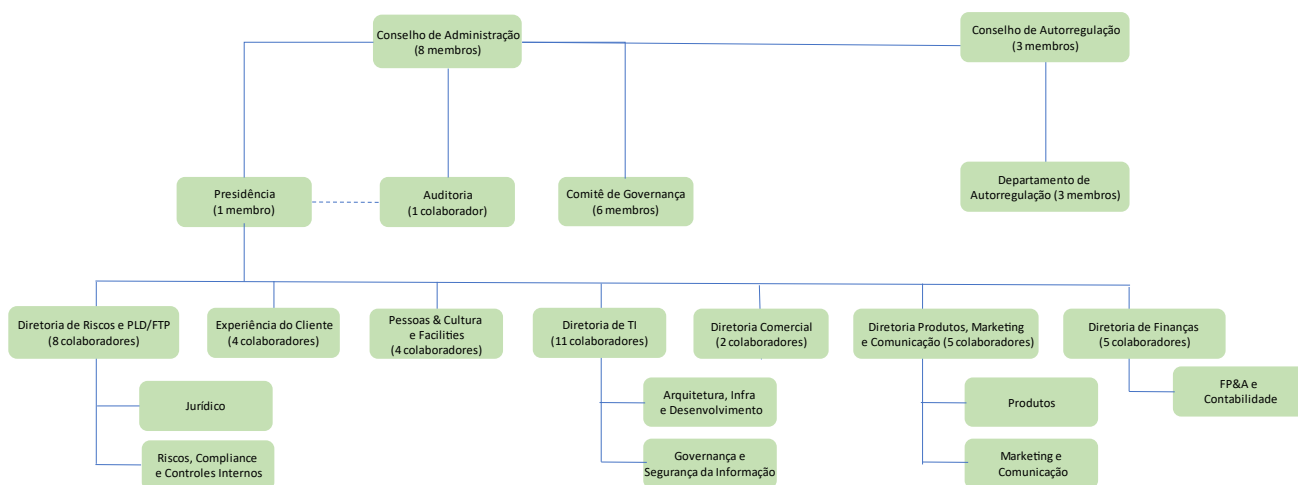 Conselho de Administração
(8 membros)
Conselho de Autorregulação
(3 membros)
Presidência
(1 membro)
Auditoria
(1 colaborador)
Comitê de Governança
(6 membros)
Departamento de
Autorregulação (3 membros)
Diretoria de Riscos e PLD/FTP
(8 colaboradores)
Experiência do Cliente
(4 colaboradores)
Pessoas & Cultura
e Facilities
(4 colaboradores)
Diretoria de TI
(11 colaboradores)
Diretoria Comercial
(2 colaboradores)
Diretoria Produtos, Marketing
e Comunicação (5 colaboradores)
Diretoria de Finanças
(5 colaboradores)
Jurídico
Arquitetura, Infra
e Desenvolvimento
Produtos
FP&A e
Contabilidade
Riscos, Compliance
e Controles Internos
Governança e
Segurança da Informação
Marketing e
Comunicação